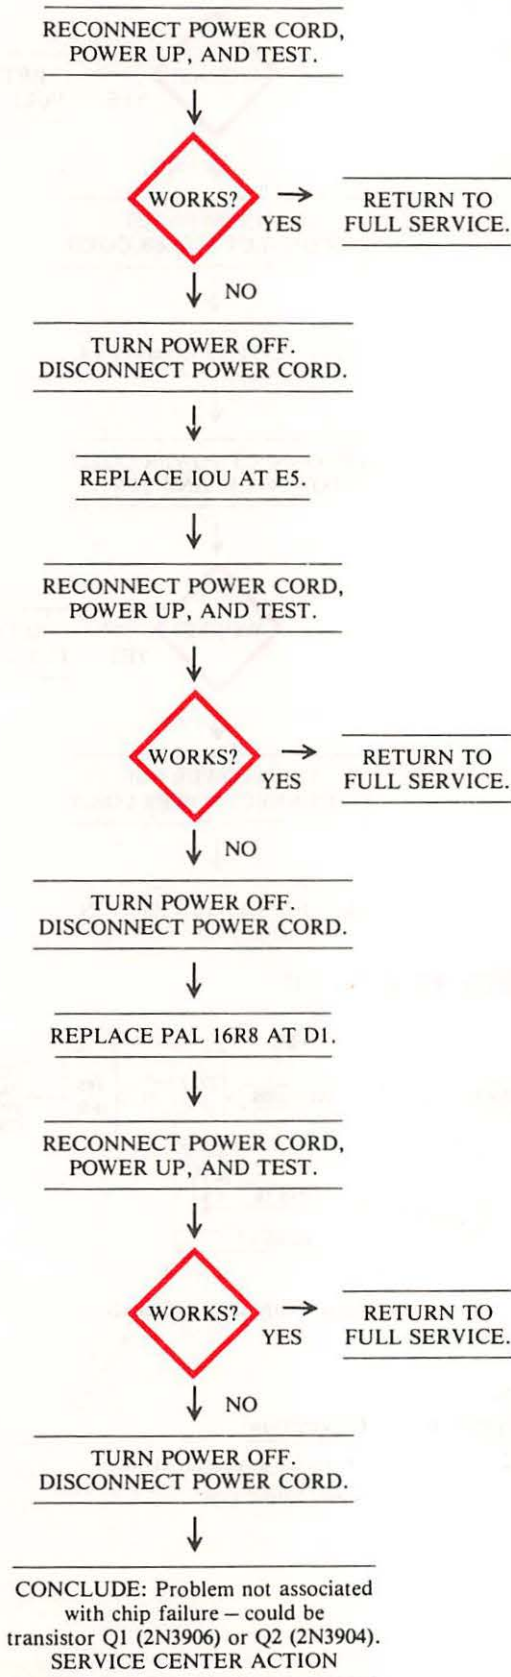 RECONNECT POWER CORD,
POWER UP, AND TEST.
WORKS?
YES
RETURN TO
FULL SERVICE.
NO
TURN POWER OFF.
DISCONNECT POWER CORD.
REPLACE IOU AT E5.
RECONNECT POWER CORD,
POWER UP, AND TEST.
WORKS?
YES
RETURN TO
FULL SERVICE.
NO
TURN POWER OFF.
DISCONNECT POWER CORD.
REPLACE PAL 16R8 AT D1.
RECONNECT POWER CORD,
POWER UP, AND TEST.
WORKS?
YES
RETURN TO
FULL SERVICE.
NO
TURN POWER OFF.
DISCONNECT POWER CORD.
CONCLUDE: Problem not associated
with chip failure – could be
transistor Q1 (2N3906) or Q2 (2N3904).
SERVICE CENTER ACTION